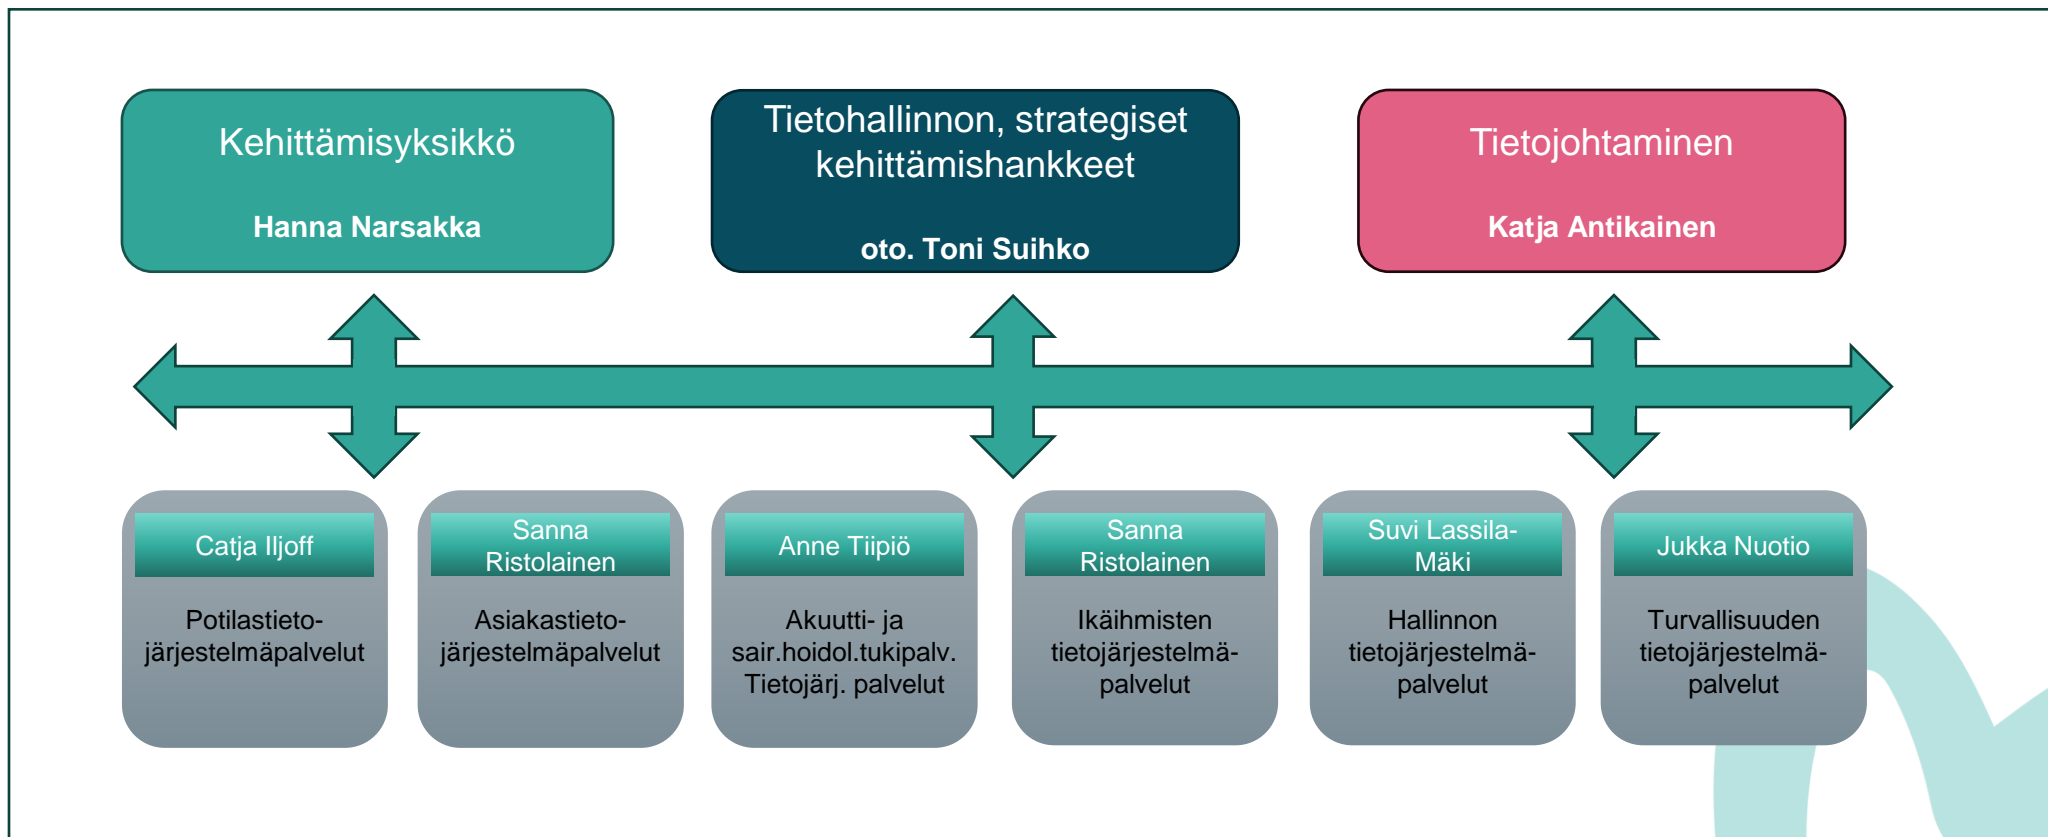 Kehittämisyksikkö
Hanna Narsakka
Tietohallinnon, strategiset
kehittämishankkeet
oto. Toni Suihko
Tietojohtaminen
Katja Antikainen
Catja Iljoff
Potilastieto-
järjestelmäpalvelut
Sanna
Ristolainen
Asiakastieto-
järjestelmäpalvelut
Anne Tiipiö
Akuutti- ja
sair.hoidol.tukipalv.
Tietojärj. palvelut
Sanna
Ristolainen
Ikäihmisten
tietojärjestelmä-
palvelut
Suvi Lassila-
Mäki
Hallinnon
tietojärjestelmä-
palvelut
Jukka Nuotio
Turvallisuuden
tietojärjestelmä-
palvelut